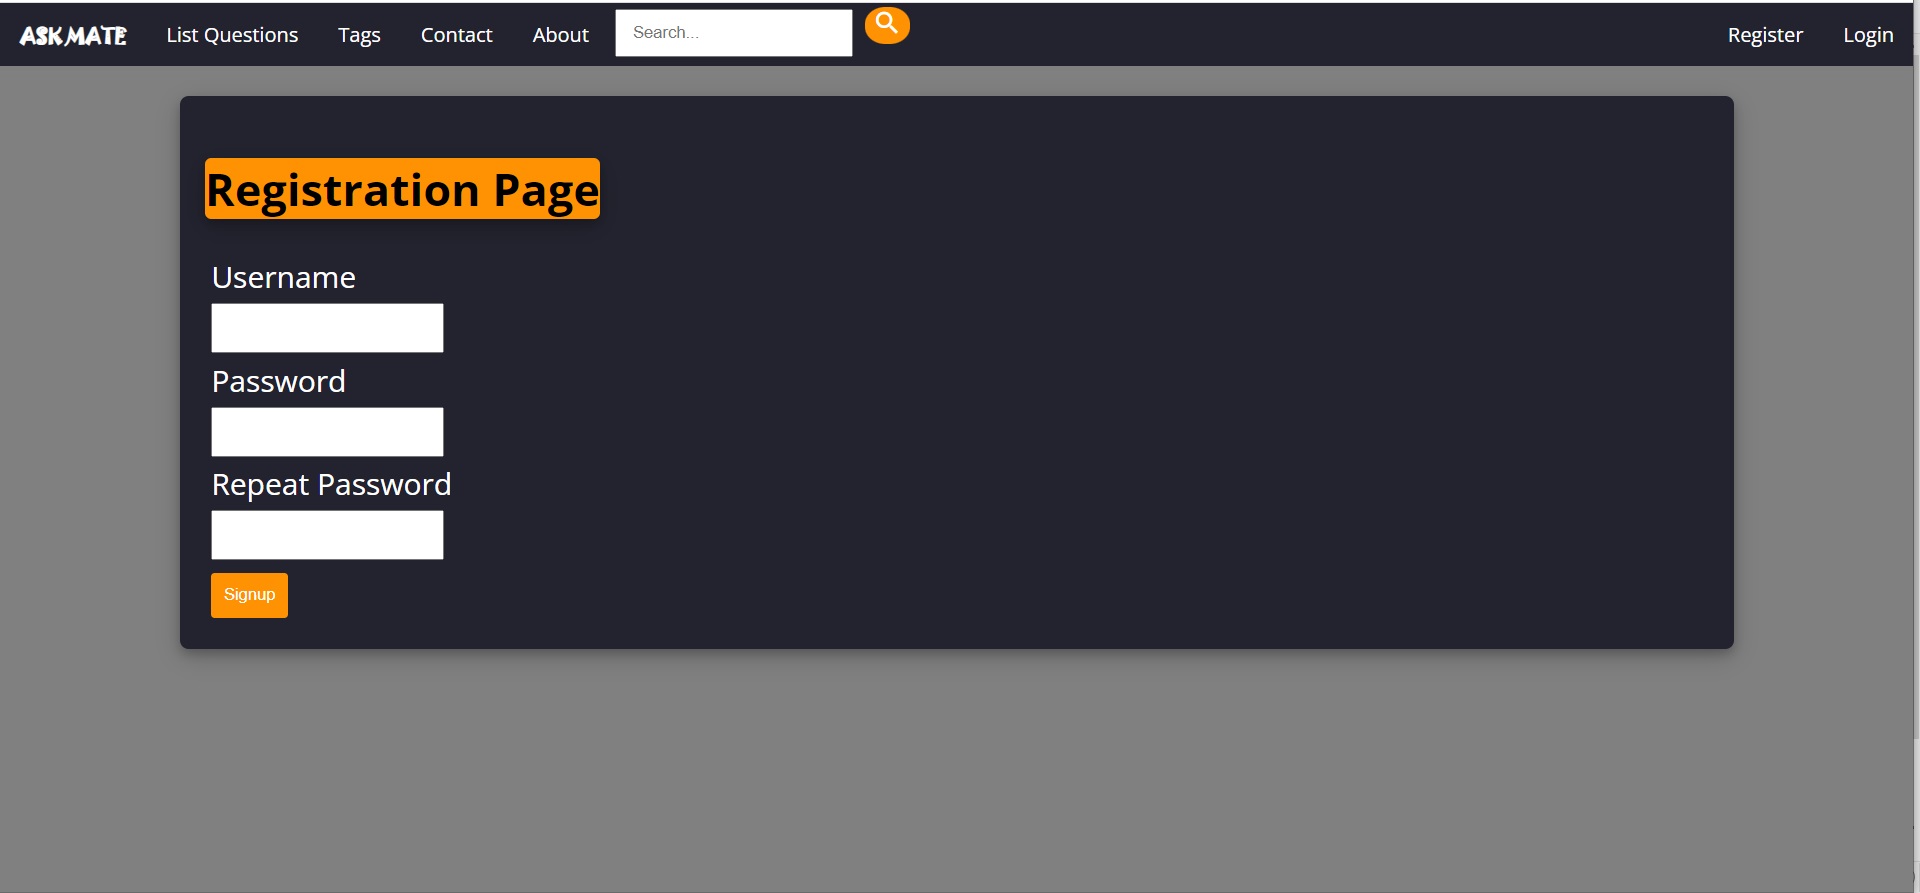 ASK MATE List Questions Tags Contact About Search... Register Login
Registration Page
Username
Password
Repeat Password
Signup